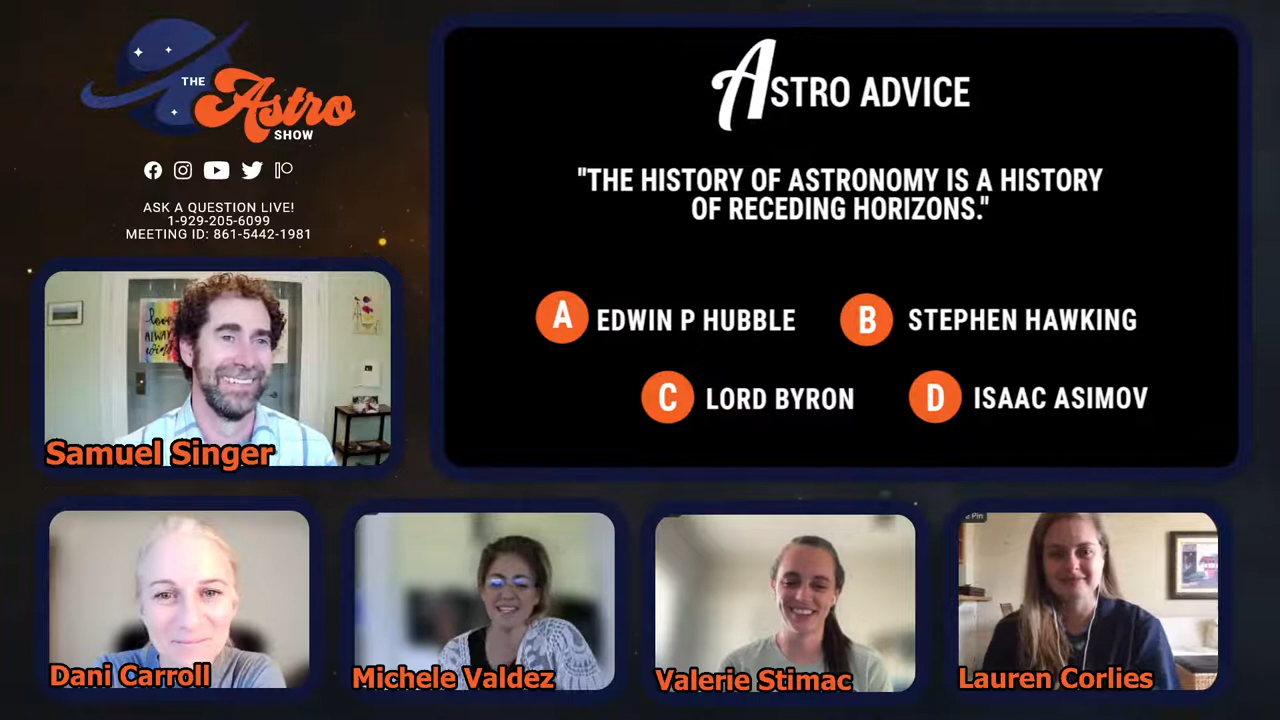 THE
Astro
SHOW
ASK A QUESTION LIVE!
1-929-205-6099
MEETING ID: 861-5442-1981
ASTRO ADVICE
"THE HISTORY OF ASTRONOMY IS A HISTORY
OF RECEDING HORIZONS."
A EDWIN P HUBBLE
B STEPHEN HAWKING
C LORD BYRON
D ISAAC ASIMOV
Samuel Singer
Dani Carroll
Michele Valdez
Valerie Stimac
Lauren Corlies
Pin